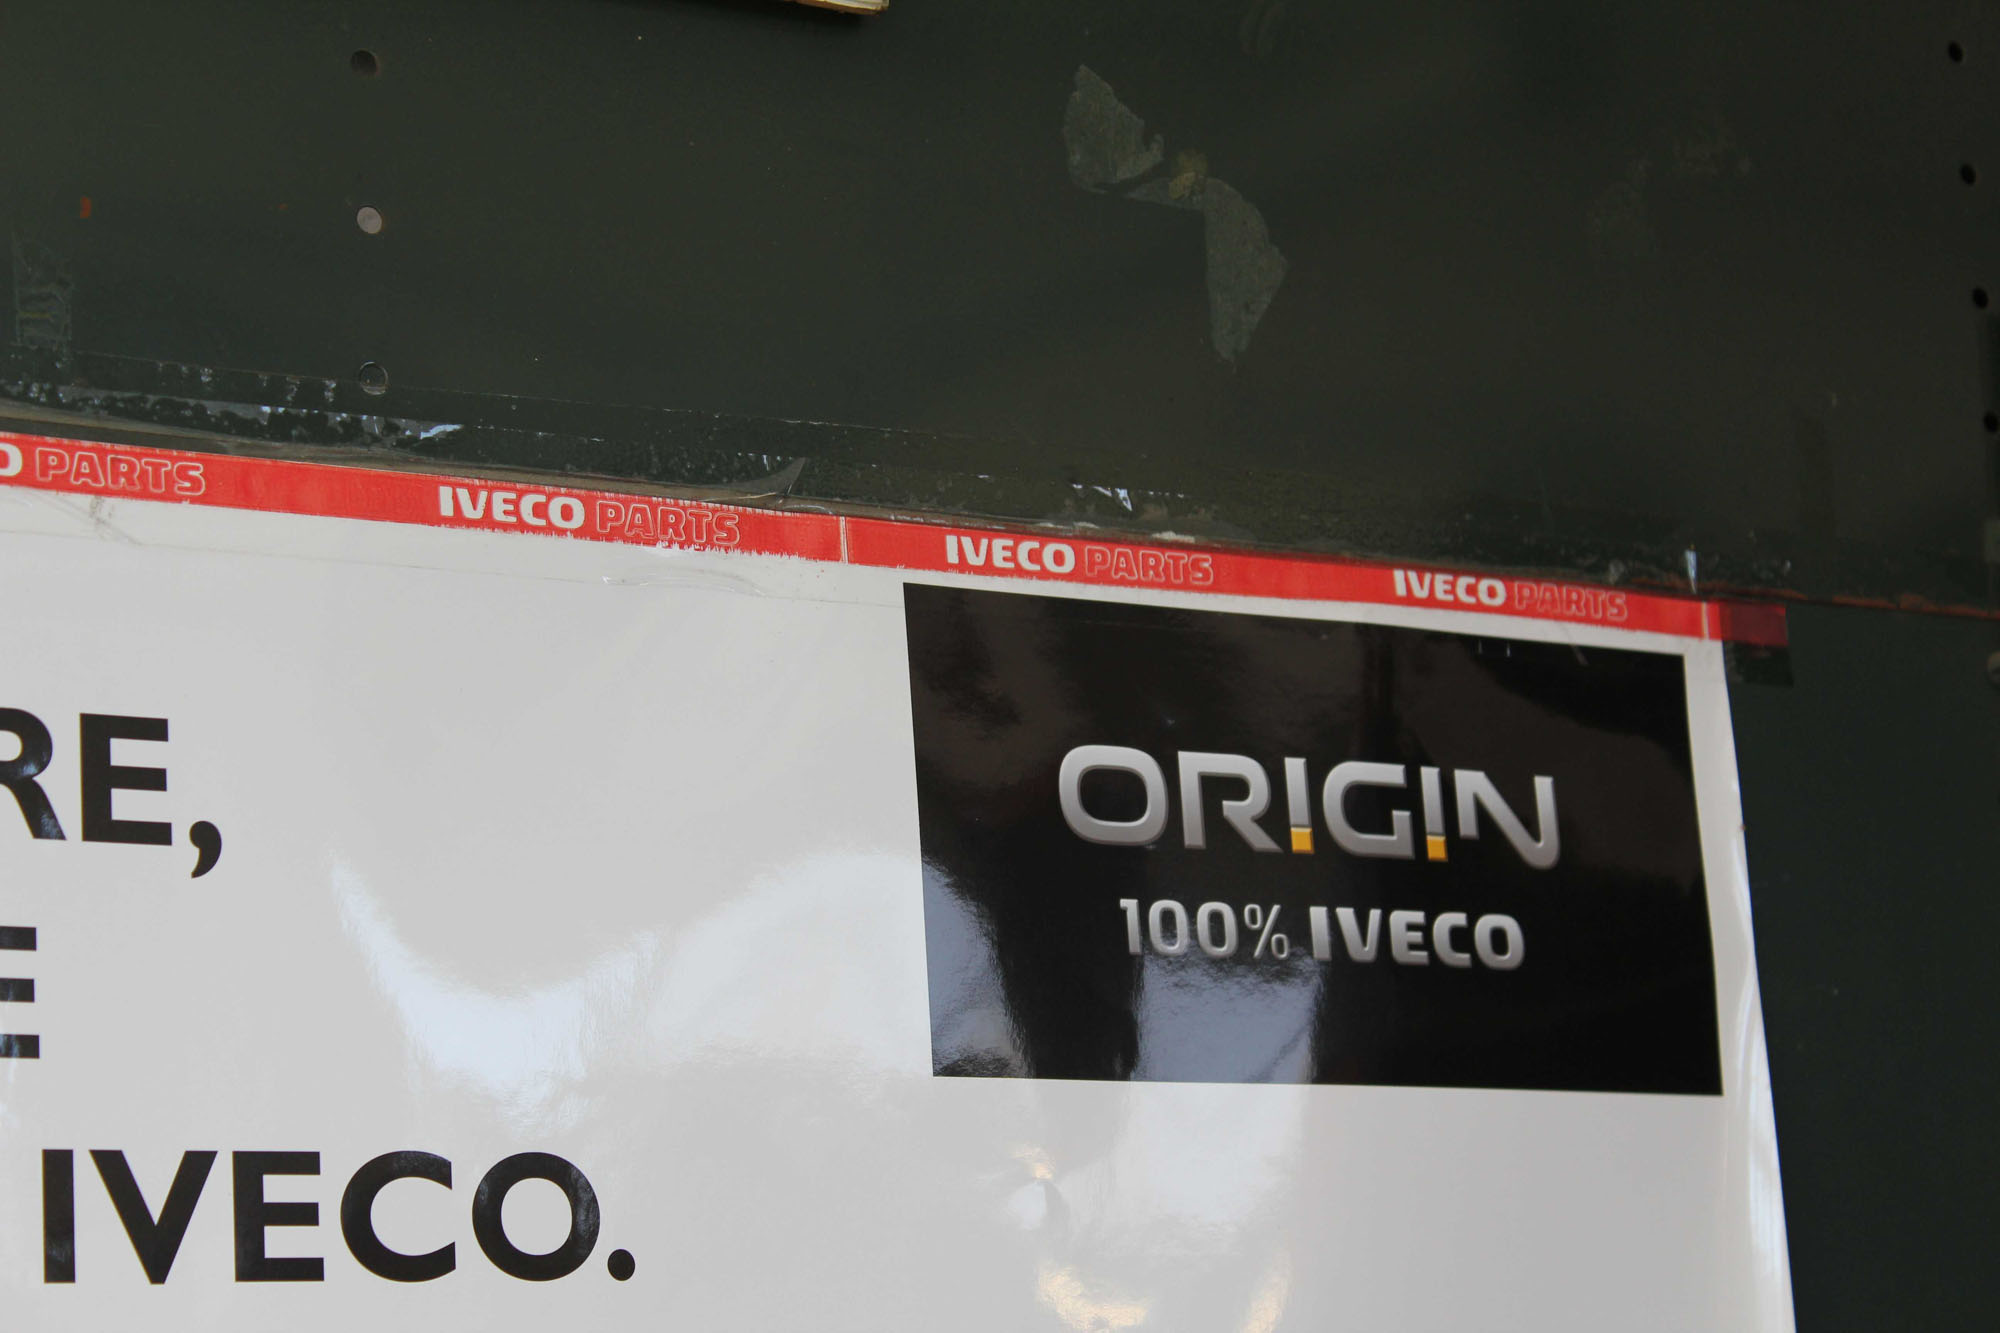 O PARTS IVECO PARTS IVECO PARTS IVECO PARTS
RE,
E
IVECO.
ORIGIN
100% IVECO